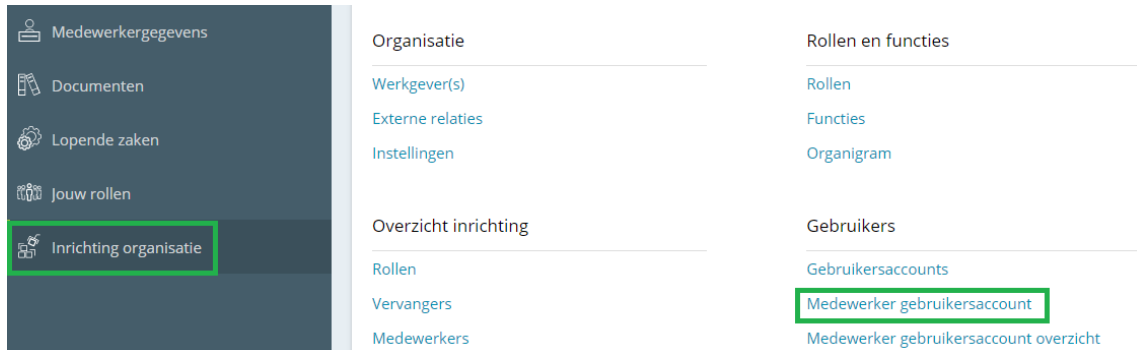 Medewerkergegevens
Documenten
Lopende zaken
Jouw rollen
Inrichting organisatie
Organisatie
Werkgever(s)
Externe relaties
Instellingen
Rollen en functies
Rollen
Functies
Organigram
Overzicht inrichting
Rollen
Vervangers
Medewerkers
Gebruikers
Gebruikersaccounts
Medewerker gebruikersaccount
Medewerker gebruikersaccount overzicht